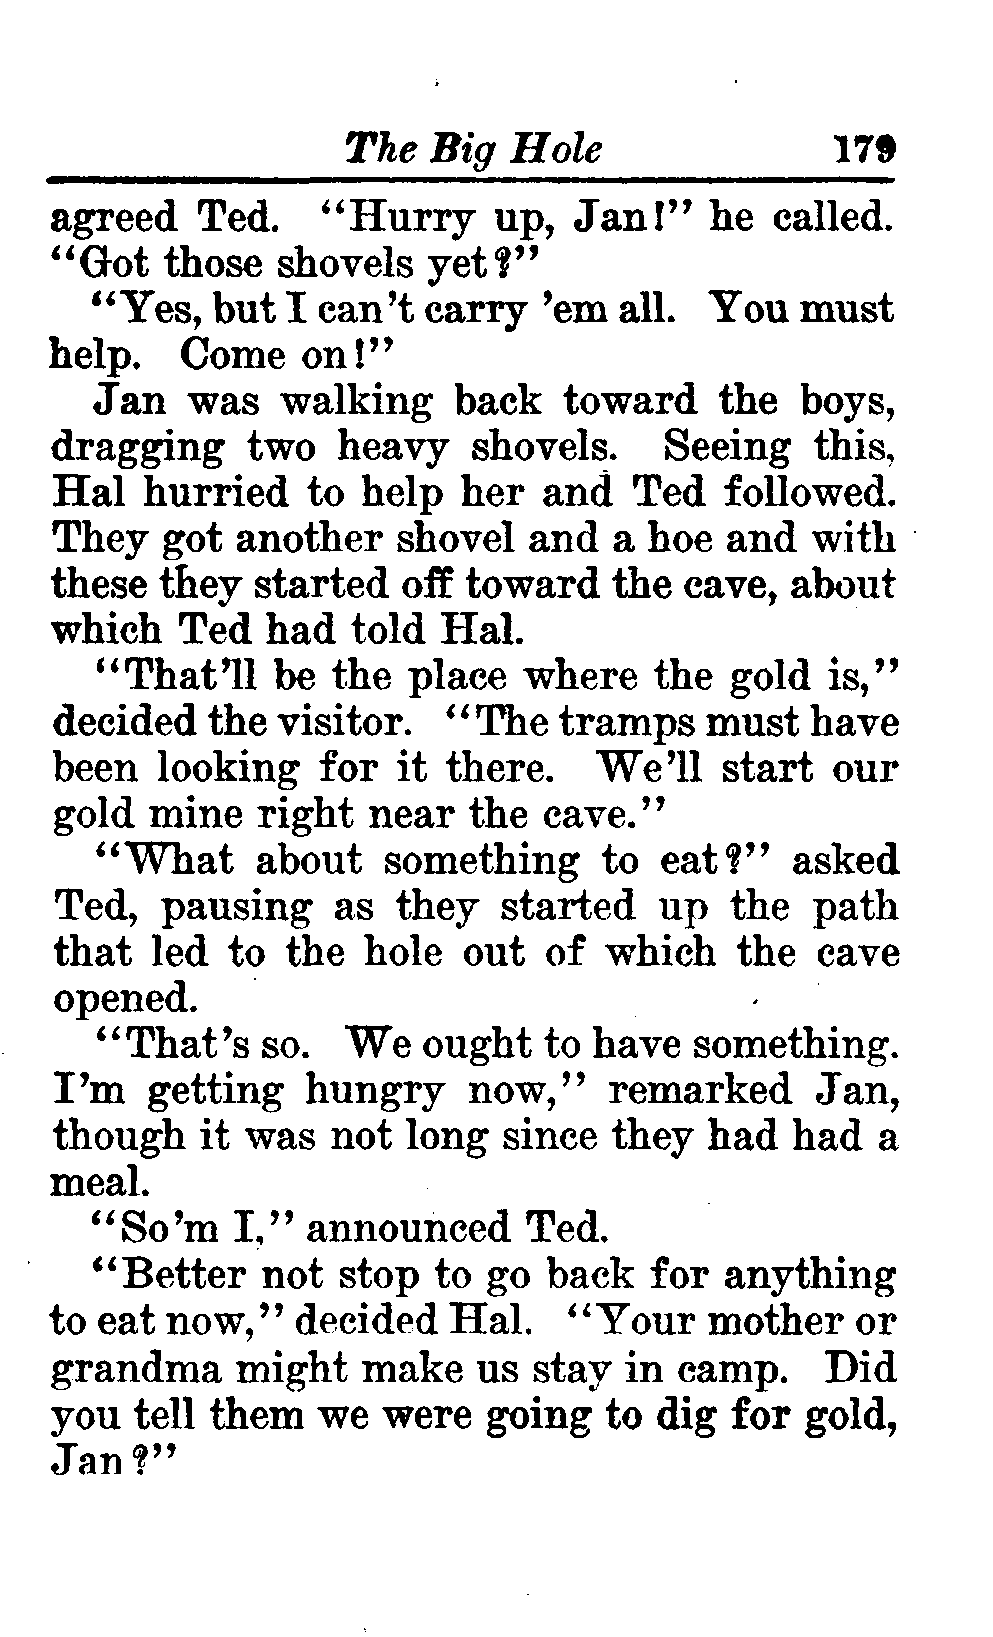 The Big Hole 179
agreed Ted. “Hurry up, Jan!” he called.
“Got those shovels yet?”
“Yes, but I can’t carry ’em all. You must
help. Come on!”
Jan was walking back toward the boys,
dragging two heavy shovels. Seeing this,
Hal hurried to help her and Ted followed.
They got another shovel and a hoe and with
these they started off toward the cave, about
which Ted had told Hal.
“That’ll be the place where the gold is,”
decided the visitor. “The tramps must have
been looking for it there. We’ll start our
gold mine right near the cave.”
“What about something to eat?” asked
Ted, pausing as they started up the path
that led to the hole out of which the cave
opened.
“That’s so. We ought to have something.
I’m getting hungry now,” remarked Jan,
though it was not long since they had had a
meal.
“So’m I,” announced Ted.
“Better not stop to go back for anything
to eat now,” decided Hal. “Your mother or
grandma might make us stay in camp. Did
you tell them we were going to dig for gold,
Jan?”